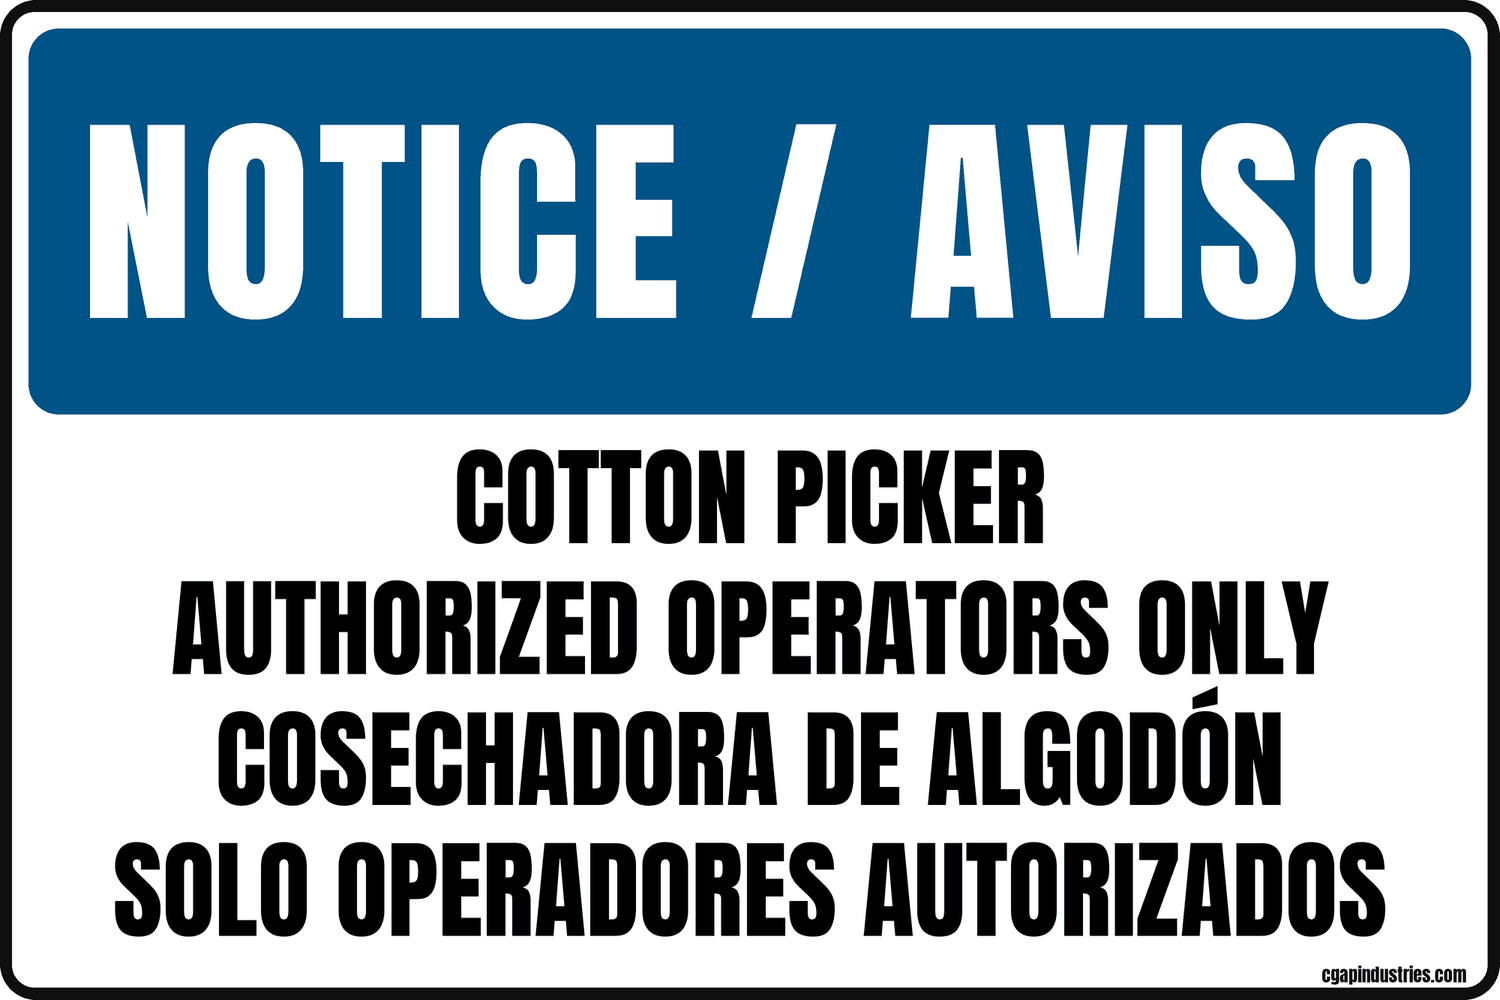 NOTICE / AVISO
COTTON PICKER
AUTHORIZED OPERATORS ONLY
COSECHADORA DE ALGODÓN
SOLO OPERADORES AUTORIZADOS
cgapindustries.com